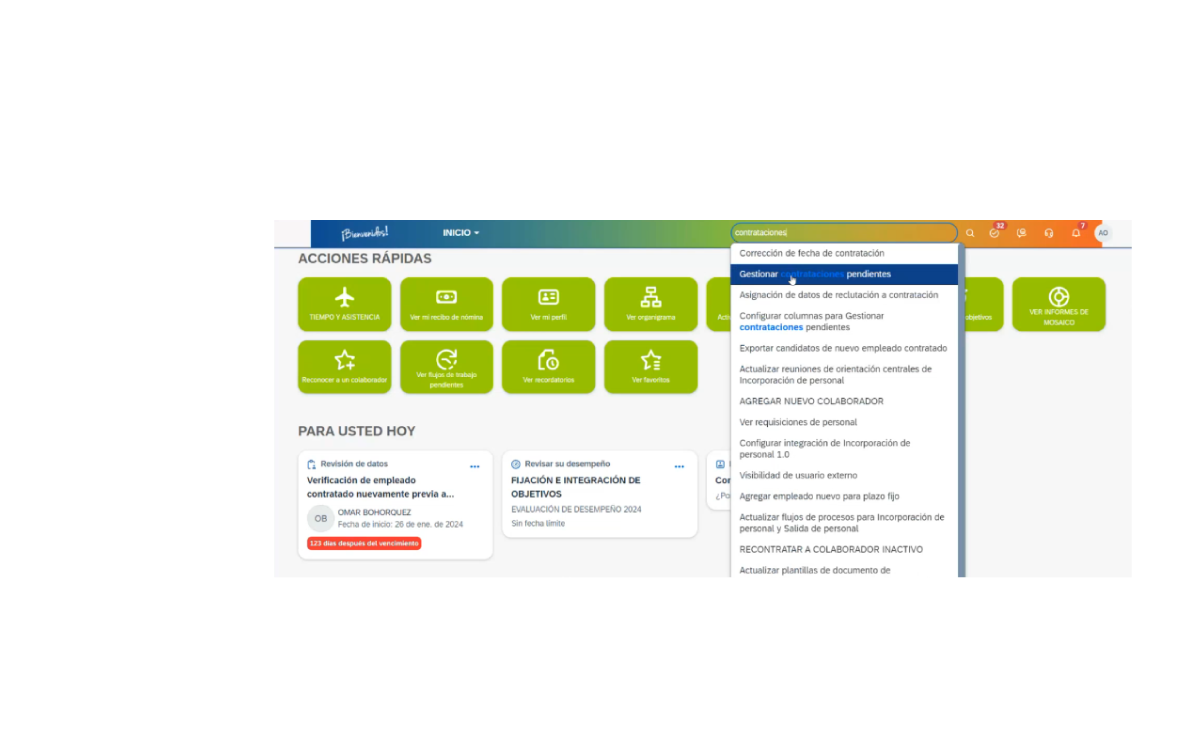 ¡Bienvenid@s!
INICIO
contrataciones
32
7
AO
ACCIONES RÁPIDAS
TIEMPO Y ASISTENCIA
Ver mi recibo de nómina
Ver mi perfil
Ver organigrama
objetivos
VER INFORMES DE
MOSAICO
Reconocer a un colaborador
Ver flujos de trabajo
pendientes
Ver recordatorios
Ver favoritos
Corrección de fecha de contratación
Gestionar contrataciones pendientes
Asignación de datos de reclutación a contratación
Configurar columnas para Gestionar
contrataciones pendientes
Exportar candidatos de nuevo empleado contratado
Actualizar reuniones de orientación centrales de
Incorporación de personal
AGREGAR NUEVO COLABORADOR
Ver requisiciones de personal
Configurar integración de Incorporación de
personal 1.0
Visibilidad de usuario externo
Agregar empleado nuevo para plazo fijo
Actualizar flujos de procesos para Incorporación de
personal y Salida de personal
RECONTRATAR A COLABORADOR INACTIVO
Actualizar plantillas de documento de
PARA USTED HOY
Revisión de datos
Verificación de empleado
contratado nuevamente previa a...
OB
OMAR BOHORQUEZ
Fecha de inicio: 26 de ene. de 2024
123 días después del vencimiento
Revisar su desempeño
FIJACIÓN E INTEGRACIÓN DE
OBJETIVOS
EVALUACIÓN DE DESEMPEÑO 2024
Sin fecha límite